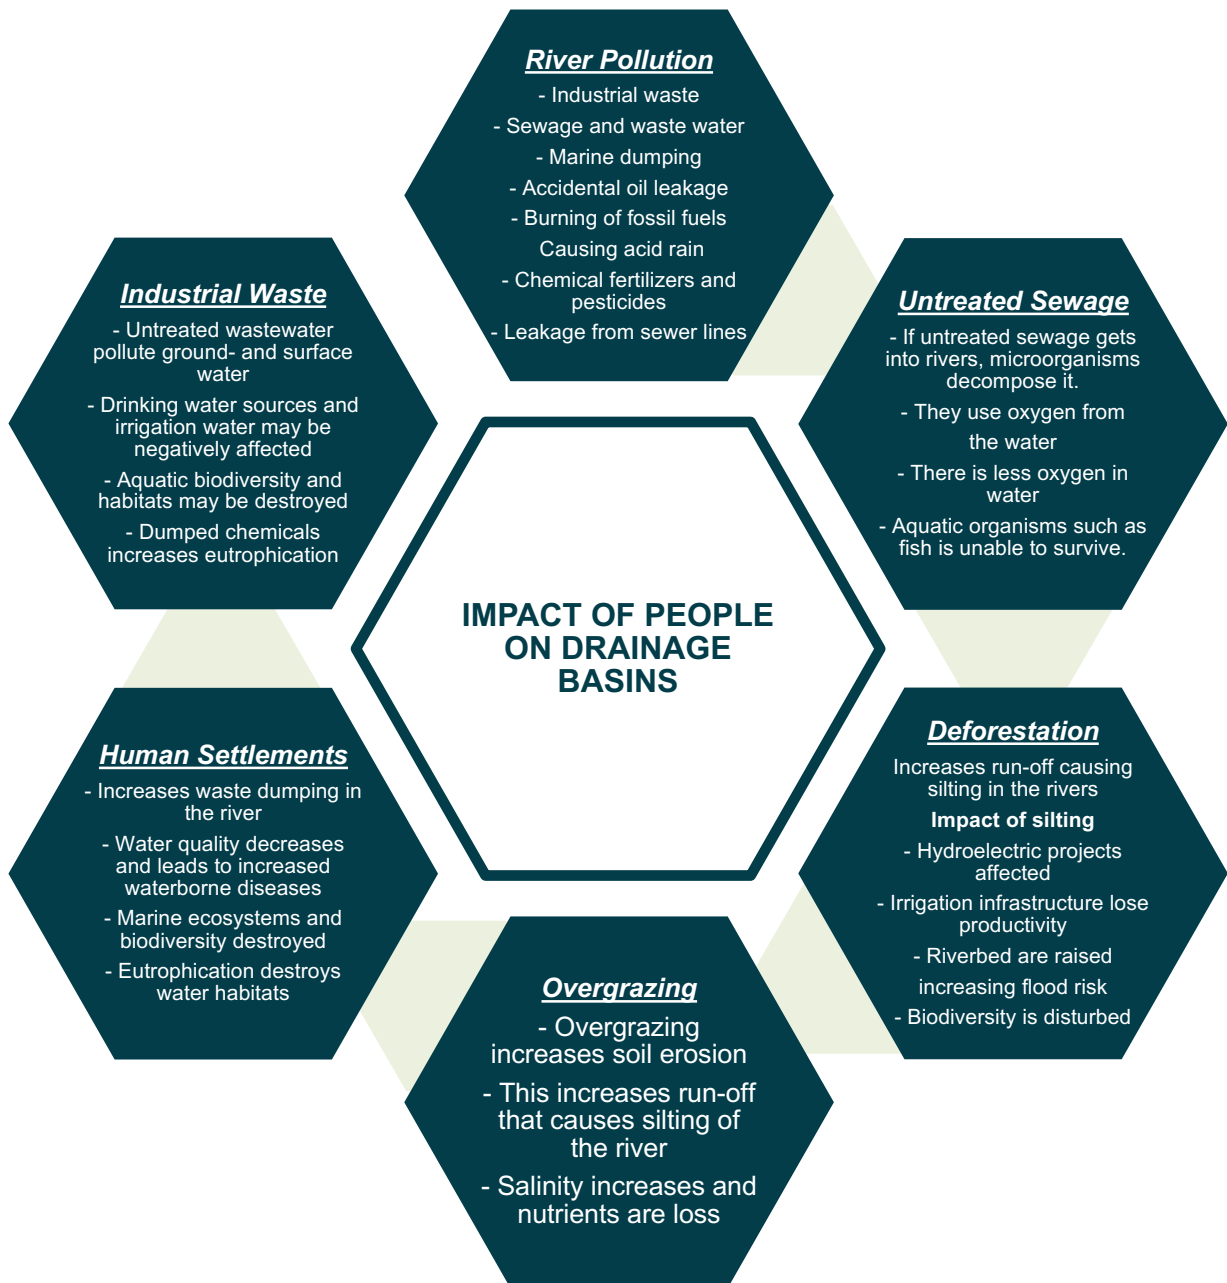 River Pollution
- Industrial waste
- Sewage and waste water
- Marine dumping
- Accidental oil leakage
- Burning of fossil fuels
Causing acid rain
- Chemical fertilizers and
pesticides
- Leakage from sewer lines
Untreated Sewage
- If untreated sewage gets
into rivers, microorganisms
decompose it.
- They use oxygen from
the water
- There is less oxygen in
water
- Aquatic organisms such as
fish is unable to survive.
Deforestation
Increases run-off causing
silting in the rivers
Impact of silting
- Hydroelectric projects
affected
- Irrigation infrastructure lose
productivity
- Riverbed are raised
increasing flood risk
- Biodiversity is disturbed
Overgrazing
- Overgrazing
increases soil erosion
- This increases run-off
that causes silting of
the river
- Salinity increases and
nutrients are loss
Human Settlements
- Increases waste dumping in
the river
- Water quality decreases
and leads to increased
waterborne diseases
- Marine ecosystems and
biodiversity destroyed
- Eutrophication destroys
water habitats
Industrial Waste
- Untreated wastewater
pollute ground- and surface
water
- Drinking water sources and
irrigation water may be
negatively affected
- Aquatic biodiversity and
habitats may be destroyed
- Dumped chemicals
increases eutrophication
IMPACT OF PEOPLE
ON DRAINAGE
BASINS